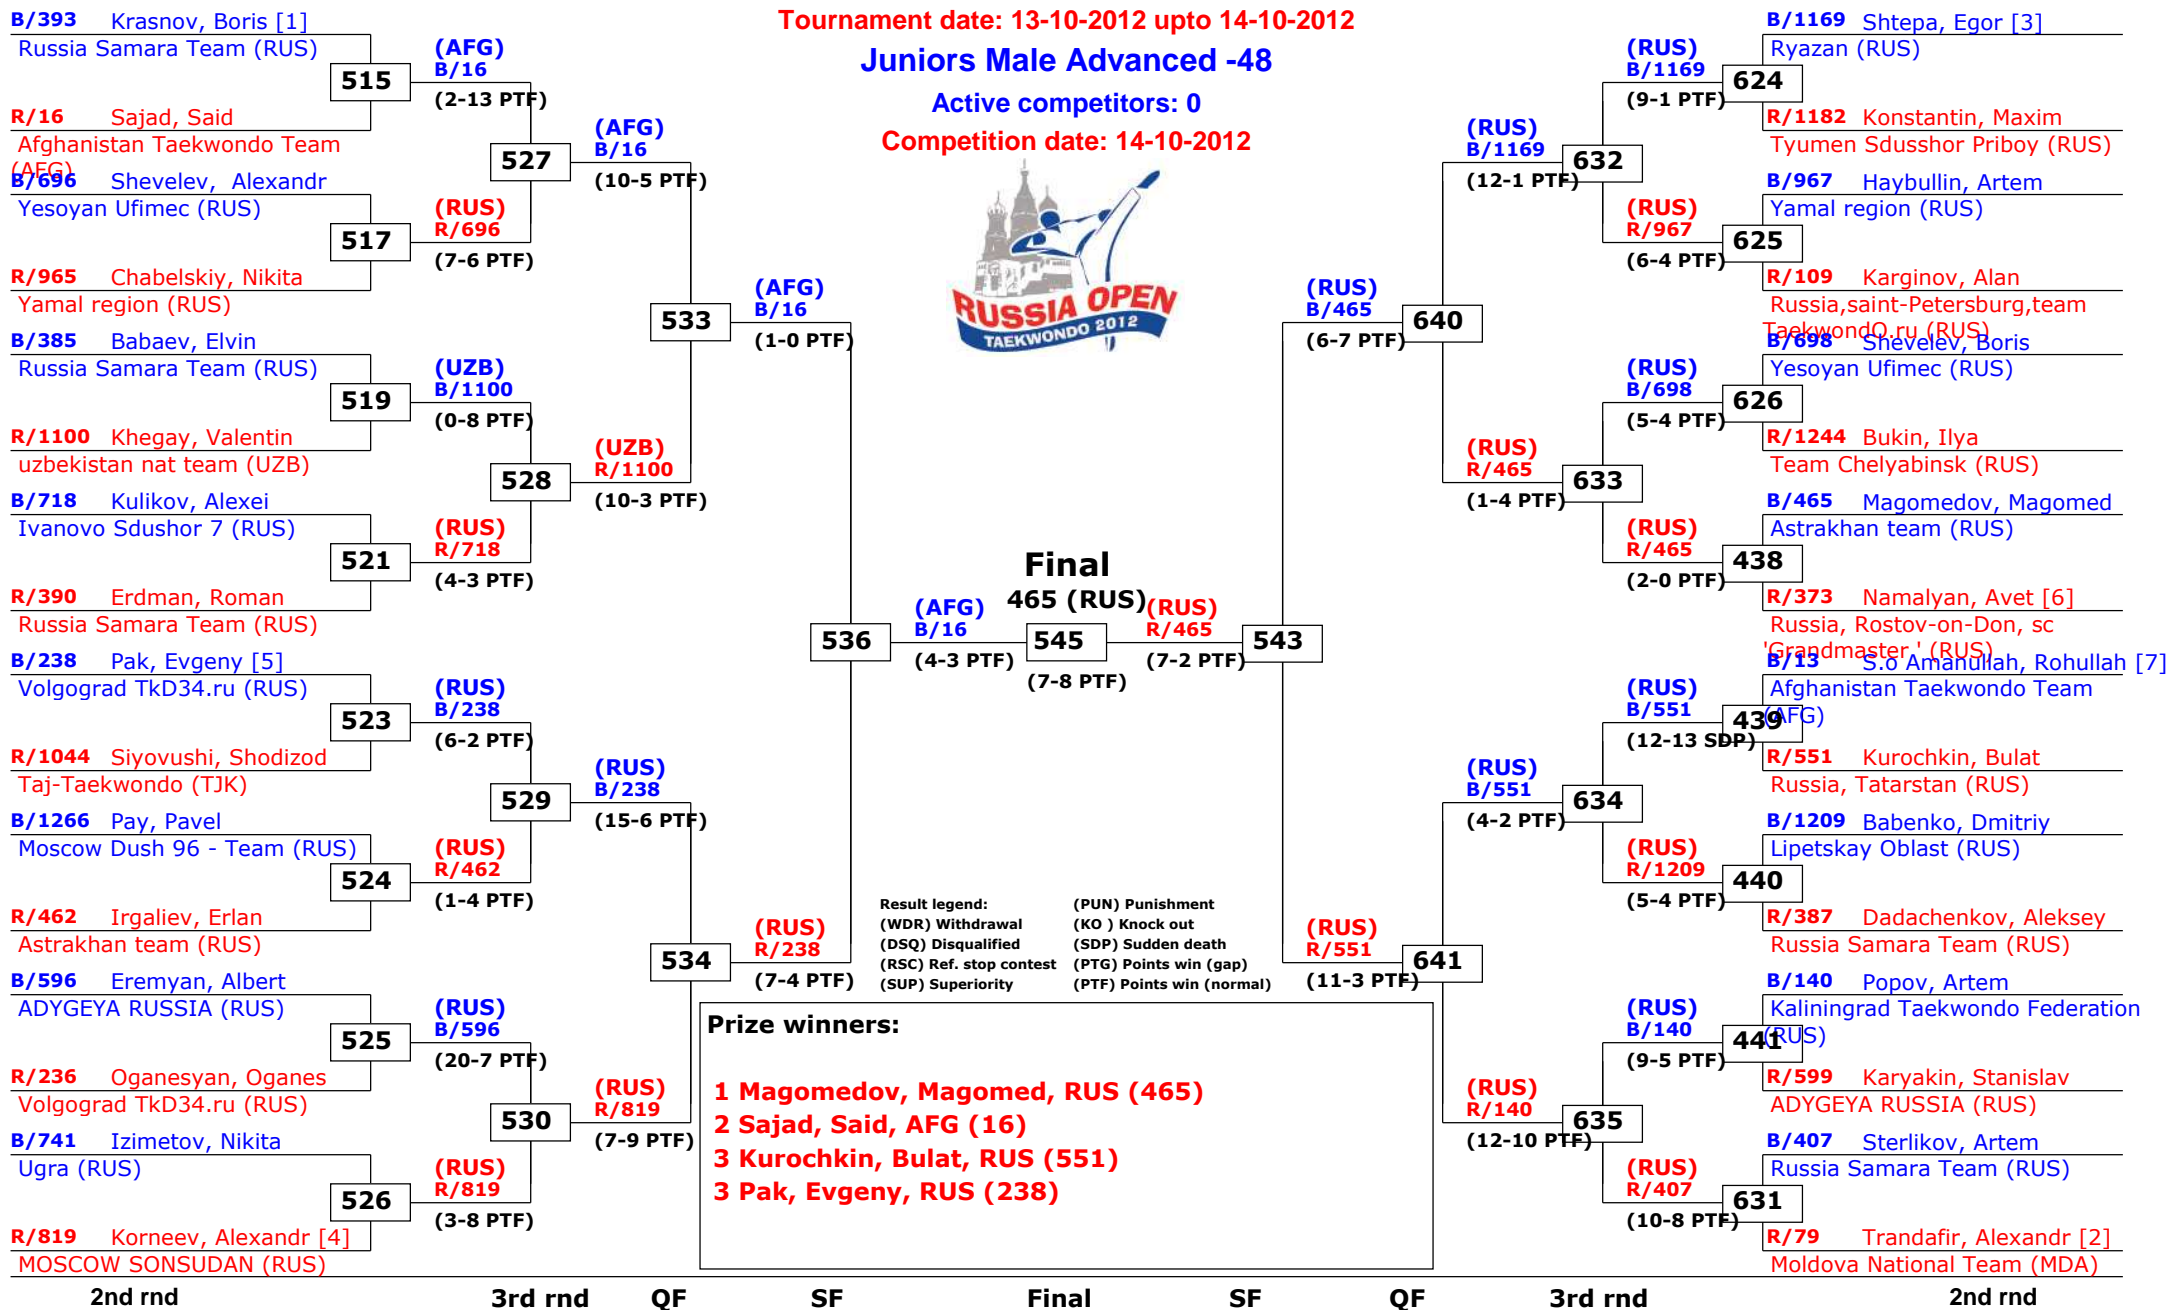 Tournament date: 13-10-2012 upto 14-10-2012
Juniors Male Advanced -48
Active competitors: 0
Competition date: 14-10-2012
RUSSIA OPEN
TAEKWONDO 2012
B/393 Krasnov, Boris [1]
Russia Samara Team (RUS)
515
R/16 Sajad, Said
Afghanistan Taekwondo Team
(AFG)
B/696 Shevelev, Alexandr
Yesoyan Ufimec (RUS)
517
R/965 Chabelskiy, Nikita
Yamal region (RUS)
B/385 Babaev, Elvin
Russia Samara Team (RUS)
519
R/1100 Khegay, Valentin
uzbekistan nat team (UZB)
B/718 Kulikov, Alexei
Ivanovo Sdushor 7 (RUS)
521
R/390 Erdman, Roman
Russia Samara Team (RUS)
B/238 Pak, Evgeny [5]
Volgograd TkD34.ru (RUS)
523
R/1044 Siyovushi, Shodizod
Taj-Taekwondo (TJK)
B/1266 Pay, Pavel
Moscow Dush 96 - Team (RUS)
524
R/462 Irgaliev, Erlan
Astrakhan team (RUS)
B/596 Eremyan, Albert
ADYGEYA RUSSIA (RUS)
525
R/236 Oganesyan, Oganes
Volgograd TkD34.ru (RUS)
B/741 Izimetov, Nikita
Ugra (RUS)
526
R/819 Korneev, Alexandr [4]
MOSCOW SONSUDAN (RUS)
(AFG)
B/16
(2-13 PTF)
527
(RUS)
R/696
(7-6 PTF)
(UZB)
B/1100
(0-8 PTF)
528
(RUS)
R/718
(4-3 PTF)
(RUS)
B/238
(6-2 PTF)
529
(RUS)
R/462
(1-4 PTF)
(RUS)
B/596
(20-7 PTF)
530
(RUS)
R/819
(3-8 PTF)
(AFG)
B/16
(10-5 PTF)
533
(UZB)
R/1100
(10-3 PTF)
(RUS)
B/238
(15-6 PTF)
534
(RUS)
R/819
(7-9 PTF)
(AFG)
B/16
(1-0 PTF)
536
(RUS)
R/238
(7-4 PTF)
Final
465 (RUS)
(AFG)
B/16
(4-3 PTF)
545
(7-8 PTF)
(RUS)
R/465
(7-2 PTF)
543
(RUS)
B/465
(6-7 PTF)
(RUS)
R/551
(11-3 PTF)
640
(RUS)
B/1169
(12-1 PTF)
(RUS)
R/465
(1-4 PTF)
641
(RUS)
B/551
(4-2 PTF)
(RUS)
R/140
(12-10 PTF)
632
(RUS)
B/1169
(9-1 PTF)
(RUS)
R/967
(6-4 PTF)
633
(RUS)
B/698
(5-4 PTF)
(RUS)
R/465
(2-0 PTF)
634
(RUS)
B/551
(12-13 SDP)
(RUS)
R/1209
(5-4 PTF)
635
(RUS)
B/140
(9-5 PTF)
(RUS)
R/407
(10-8 PTF)
B/1169 Shtepa, Egor [3]
Ryazan (RUS)
624
R/1182 Konstantin, Maxim
Tyumen Sdusshor Priboy (RUS)
B/967 Haybullin, Artem
Yamal region (RUS)
625
R/109 Karginov, Alan
Russia,saint-Petersburg,team
TaekwondO.ru (RUS)
B/698 Shevelev, Boris
Yesoyan Ufimec (RUS)
626
R/1244 Bukin, Ilya
Team Chelyabinsk (RUS)
B/465 Magomedov, Magomed
Astrakhan team (RUS)
438
R/373 Namalyan, Avet [6]
Russia, Rostov-on-Don, sc
'Grandmaster ' (RUS)
B/13 S.o Amanullah, Rohullah [7]
Afghanistan Taekwondo Team
(AFG)
439
R/551 Kurochkin, Bulat
Russia, Tatarstan (RUS)
B/1209 Babenko, Dmitriy
Lipetskay Oblast (RUS)
440
R/387 Dadachenkov, Aleksey
Russia Samara Team (RUS)
B/140 Popov, Artem
Kaliningrad Taekwondo Federation
(RUS)
441
R/599 Karyakin, Stanislav
ADYGEYA RUSSIA (RUS)
B/407 Sterlikov, Artem
Russia Samara Team (RUS)
631
R/79 Trandafir, Alexandr [2]
Moldova National Team (MDA)
Result legend: (PUN) Punishment
(WDR) Withdrawal (KO ) Knock out
(DSQ) Disqualified (SDP) Sudden death
(RSC) Ref. stop contest (PTG) Points win (gap)
(SUP) Superiority (PTF) Points win (normal)
Prize winners:
1 Magomedov, Magomed, RUS (465)
2 Sajad, Said, AFG (16)
3 Kurochkin, Bulat, RUS (551)
3 Pak, Evgeny, RUS (238)
2nd rnd 3rd rnd QF SF Final SF QF 3rd rnd 2nd rnd